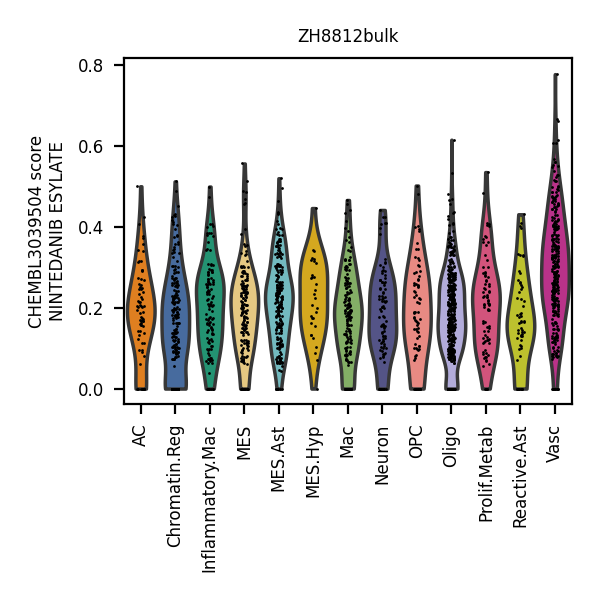 ZH8812bulk
CHEMBL3039504 score
NINTEDANIB ESYLATE
0.8
0.6
0.4
0.2
0.0
AC
Chromatin.Reg
Inflammatory.Mac
MES
MES.Ast
MES.Hyp
Mac
Neuron
OPC
Oligo
Prolif.Metab
Reactive.Ast
Vasc